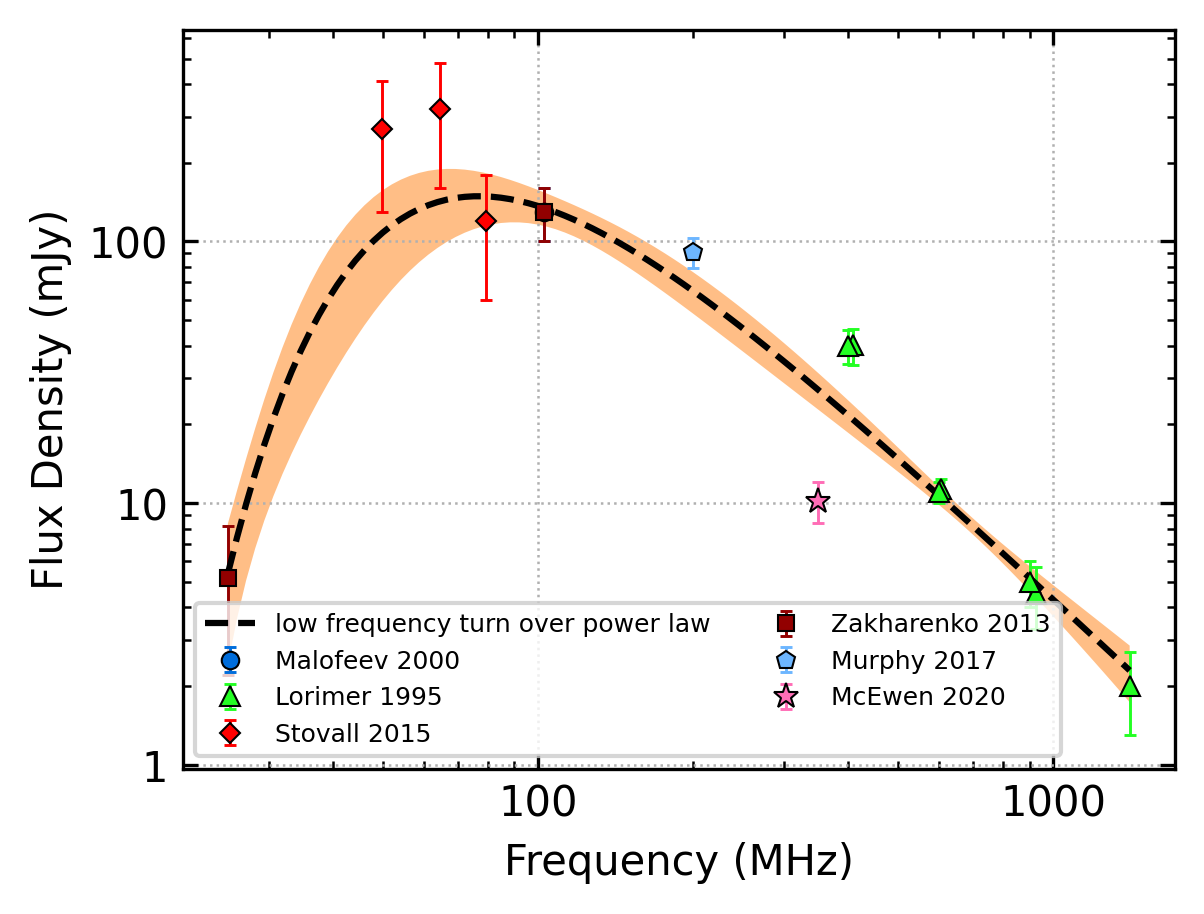 Flux Density (mJy)
100
10
1
low frequency turn over power law
Malofeev 2000
Lorimer 1995
Stovall 2015
Zakharenko 2013
Murphy 2017
McEwen 2020
100
1000
Frequency (MHz)